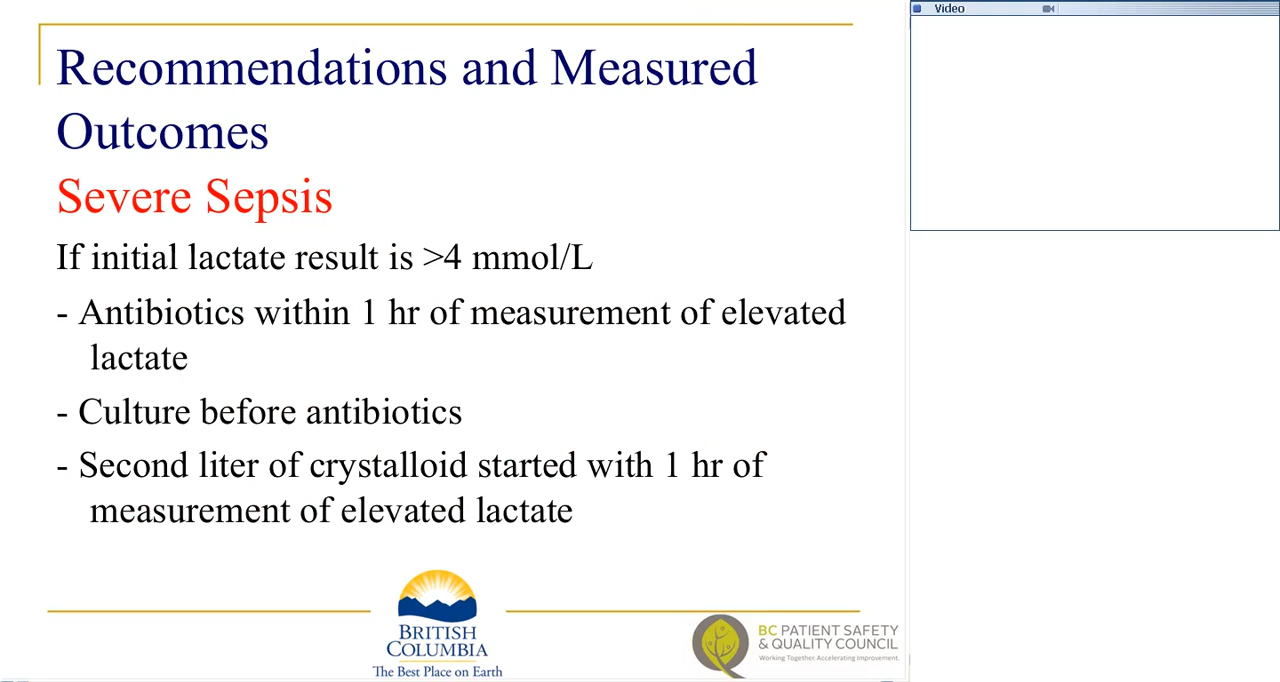 Video
Recommendations and Measured
Outcomes
Severe Sepsis
If initial lactate result is >4 mmol/L
- Antibiotics within 1 hr of measurement of elevated
lactate
- Culture before antibiotics
- Second liter of crystalloid started with 1 hr of
measurement of elevated lactate
BRITISH
COLUMBIA
The Best Place on Earth
BC PATIENT SAFETY
& QUALITY COUNCIL
Working Together. Accelerating Improvement.